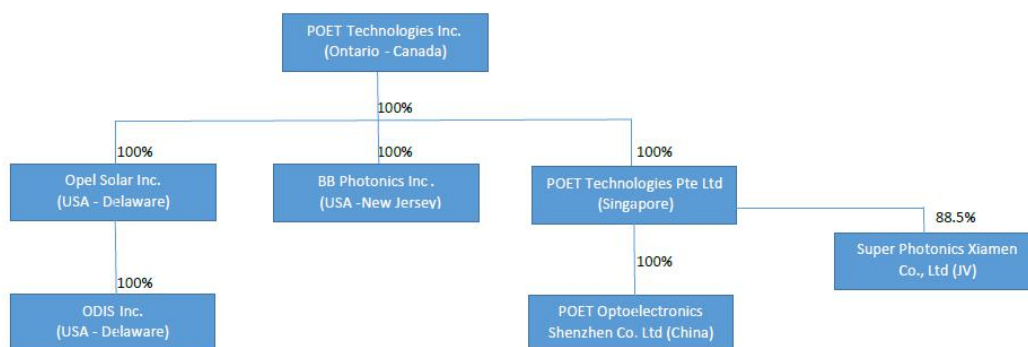 POET Technologies Inc.
(Ontario - Canada)
100%
100%
100%
100%
Opel Solar Inc.
(USA - Delaware)
BB Photonics Inc .
(USA -New Jersey)
POET Technologies Pte Ltd
(Singapore)
88.5%
Super Photonics Xiamen
Co., Ltd (JV)
100%
100%
ODIS Inc.
(USA - Delaware)
POET Optoelectronics
Shenzhen Co. Ltd (China)